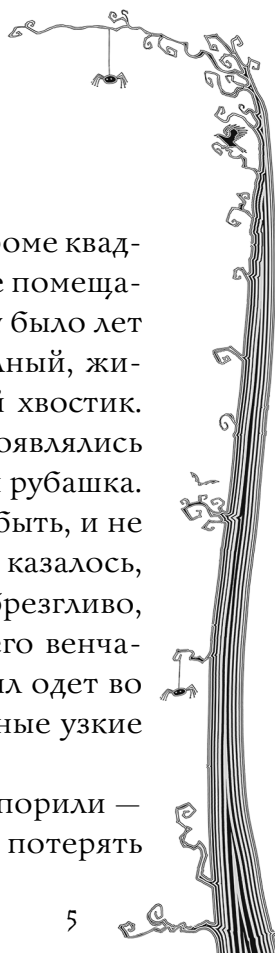 оме квад-
е помеща-
у было лет
лный, жи-
й хвостик.
оявлялись
рубашка.
быть, и не
казалось,
брезгливо,
его венча-
ил одет во
ные узкие
порили —
потерять
5